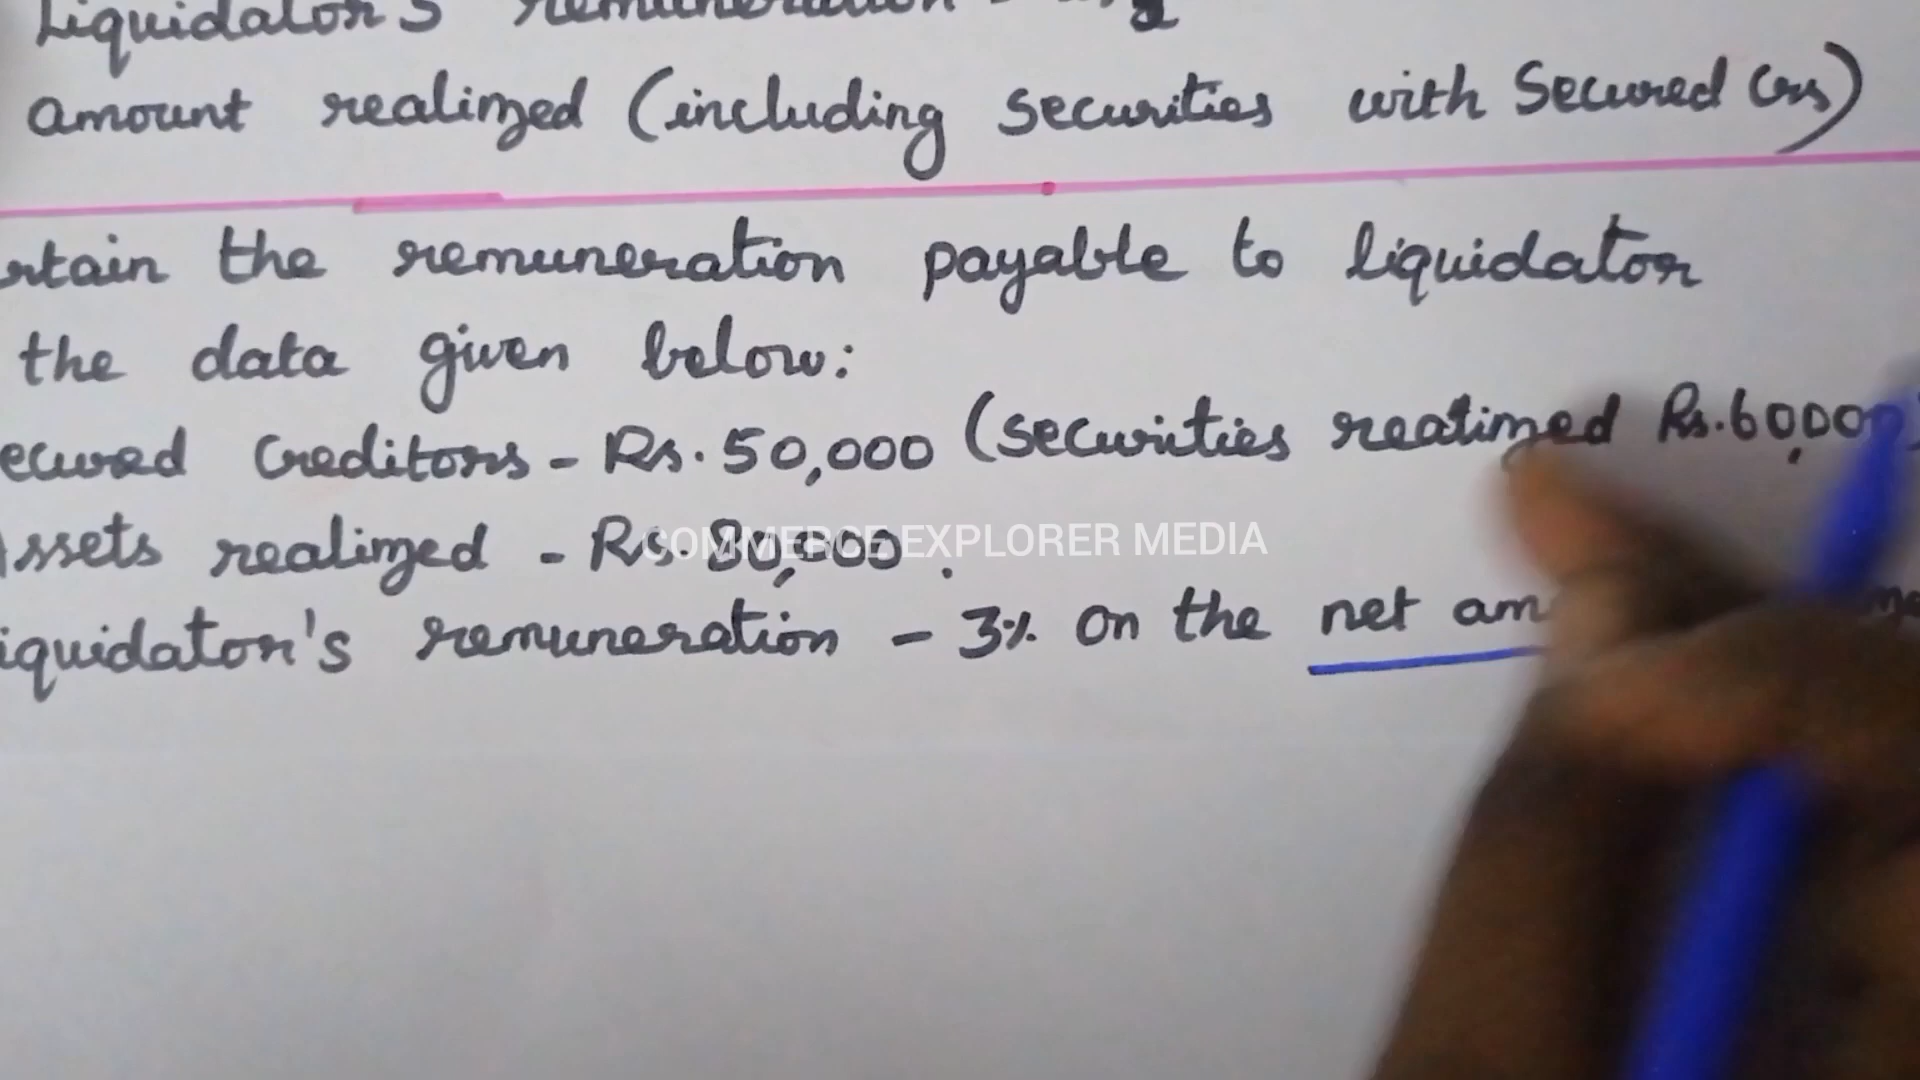 Liquidator's remuneration
amount realized (including securities with Secured Crs)
rtain the remuneration payable to liquidator
the data given below:
ecured Creditors - Rs. 50,000 (securities realized Rs. 60,000)
Assets realized - Rs. 80,000.
iquidator's remuneration - 3% on the net am
COMMERCE EXPLORER MEDIA